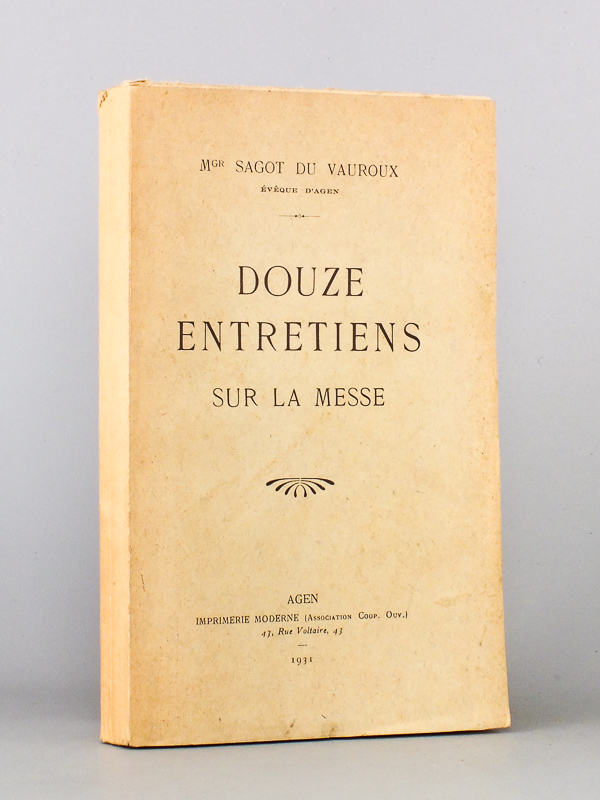 MGR SAGOT DU VAUROUX
ÉVÊQUE D'AGEN
DOUZE
ENTRETIENS
SUR LA MESSE
AGEN
IMPRIMERIE MODERNE (ASSOCIATION COOP. OUV.)
43, Rue Voltaire, 43
1931